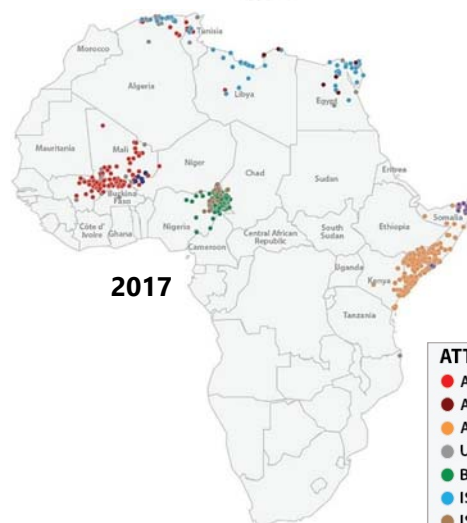 Tunisia
Morocco
Algeria
Libya
Egypt
Mauritania
Mali
Niger
Chad
Sudan
Eritrea
Burkina
Faso
Nigeria
Côte d'
Ivoire
Ghana
Cameroon
Central African
Republic
South
Sudan
Ethiopia
Somalia
Uganda
Kenya
Tanzania
2017
ATT
A
A
A
U
B
IS